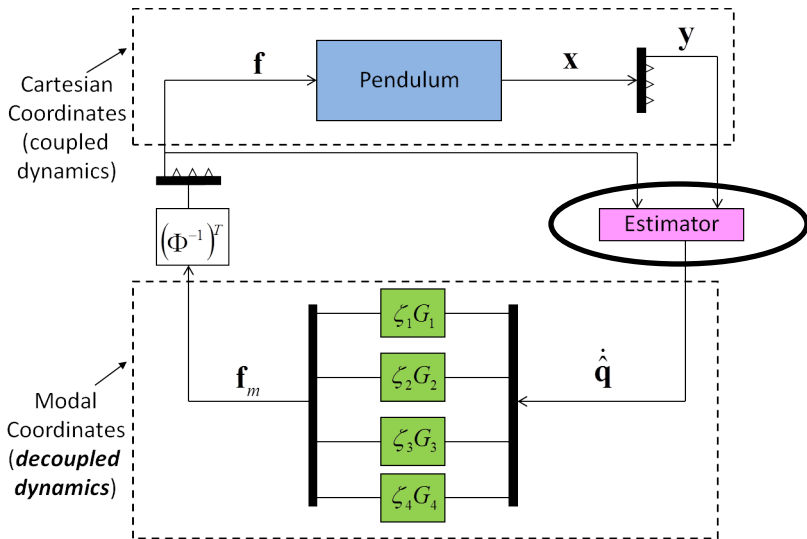 Cartesian
Coordinates
(coupled
dynamics)
f
Pendulum
x
y
(Φ⁻¹)ᵀ
Estimator
Modal
Coordinates
(decoupled
dynamics)
f_m
ζ₁G₁
ζ₂G₂
ζ₃G₃
ζ₄G₄
q̂̇